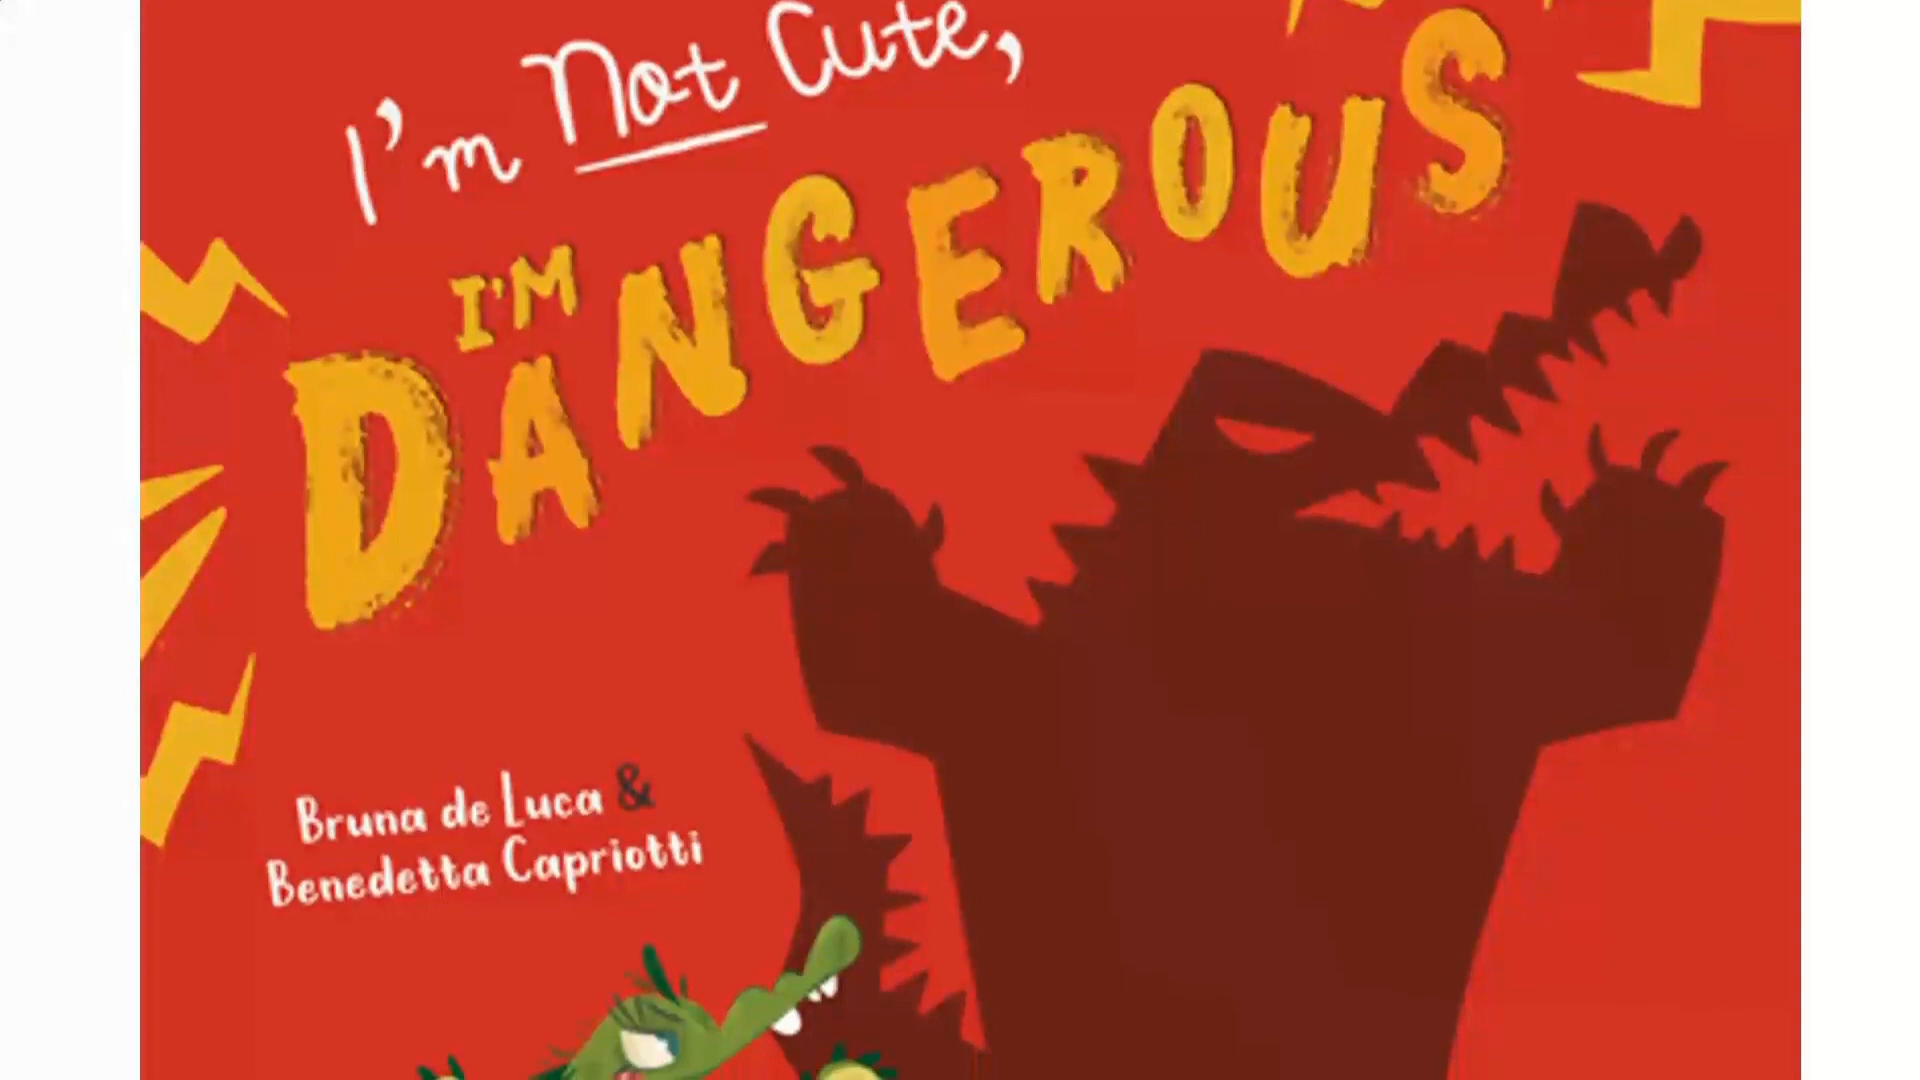 I'm Not Cute,
I'M
DANGEROUS
Bruna de Luca &
Benedetta Capriotti